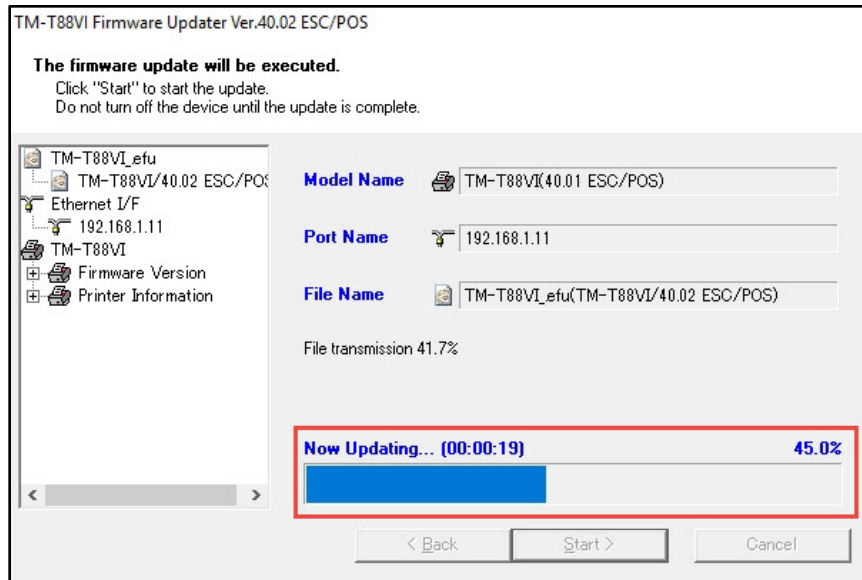 TM-T88VI Firmware Updater Ver.40.02 ESC/POS
The firmware update will be executed.
Click "Start" to start the update.
Do not turn off the device until the update is complete.
TM-T88VI_efu
TM-T88VI/40.02 ESC/POS
Ethernet I/F
192.168.1.11
TM-T88VI
Firmware Version
Printer Information
Model Name
TM-T88VI(40.01 ESC/POS)
Port Name
192.168.1.11
File Name
TM-T88VI_efu(TM-T88VI/40.02 ESC/POS)
File transmission 41.7%
Now Updating... (00:00:19) 45.0%
< Back
Start >
Cancel